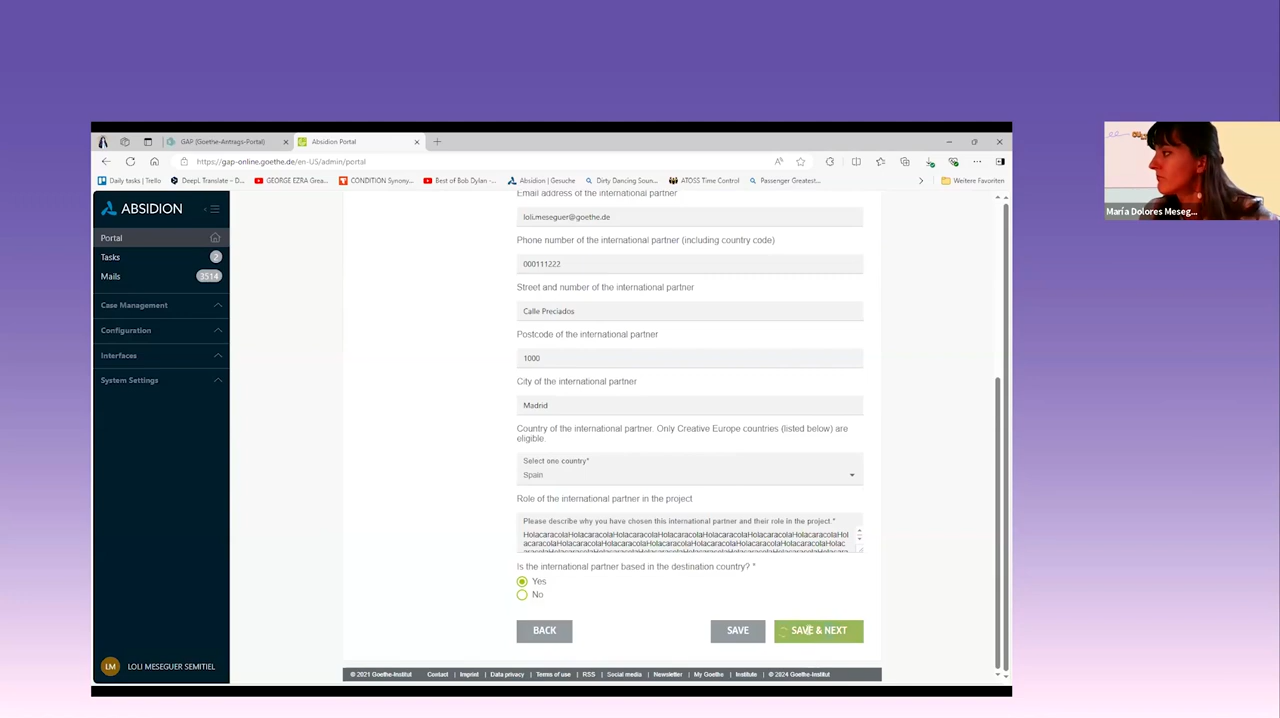 GAP (Goethe-Antrags-Portal)
Absidion Portal
https://gap-online.goethe.de/en-US/admin/portal
Daily tasks | Trello
DeepL Translate – D...
GEORGE EZRA Grea...
CONDITION Synony...
Best of Bob Dylan -...
Absidion | Gesuche
Dirty Dancing Soun...
ATOSS Time Control
Passenger Greatest...
Weitere Favoriten
ABSIDION
Portal
Tasks
2
Mails
3514
Case Management
Configuration
Interfaces
System Settings
LM
LOLI MESEGUER SEMITIEL
Email address of the international partner
loli.meseguer@goethe.de
Phone number of the international partner (including country code)
000111222
Street and number of the international partner
Calle Preciados
Postcode of the international partner
1000
City of the international partner
Madrid
Country of the international partner. Only Creative Europe countries (listed below) are
eligible.
Select one country*
Spain
Role of the international partner in the project
Please describe why you have chosen this international partner and their role in the project *
HolacaracolaHolacaracolaHolacaracolaHolacaracolaHolacaracolaHolacaracolaHol
acaracolaHolacaracolaHolacaracolaHolacaracolaHolacaracolaHolacaracolaHolac
aracolaHolacaracolaHolacaracolaHolacaracolaHolacaracolaHolacaracolaHolacara
Is the international partner based in the destination country? *
Yes
No
BACK
SAVE
SAVE & NEXT
© 2021 Goethe-Institut
Contact
Imprint
Data privacy
Terms of use
RSS
Social media
Newsletter
My Goethe
Institute
© 2024 Goethe-Institut
María Dolores Meseg...